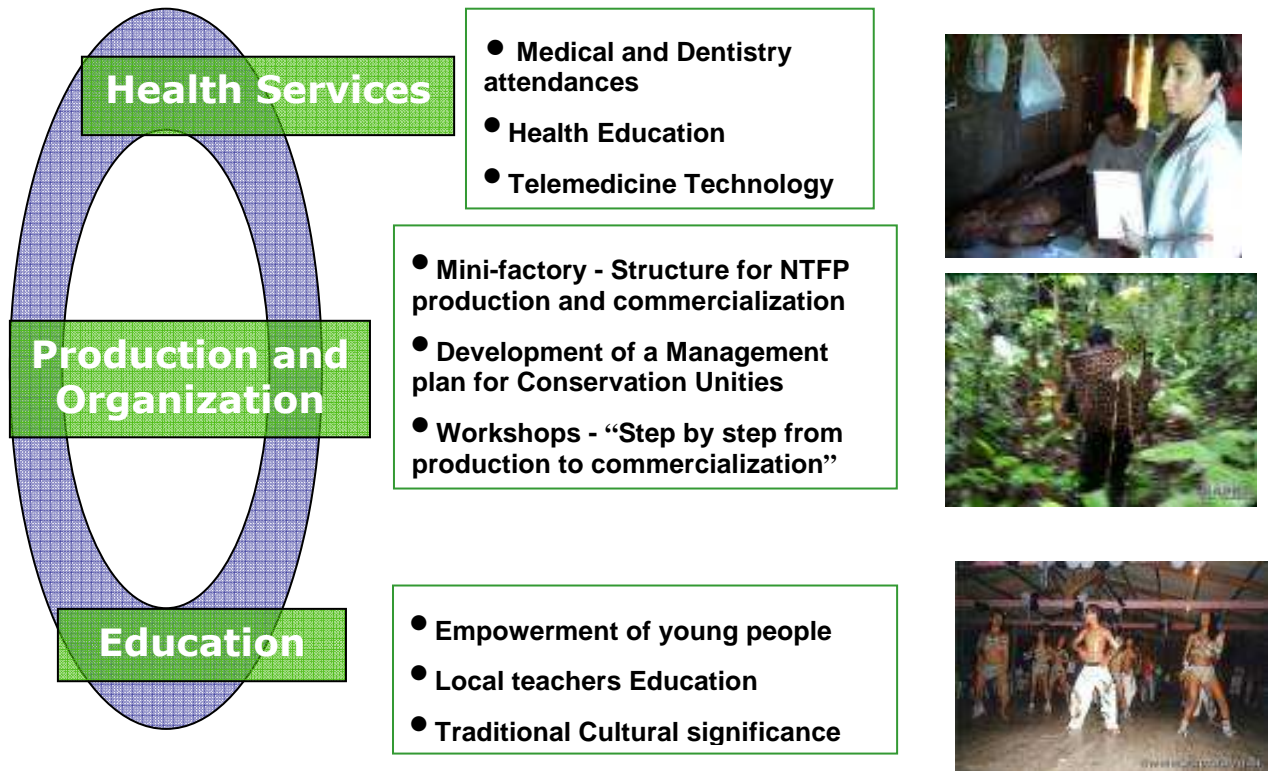 Health Services
• Medical and Dentistry
attendances
• Health Education
• Telemedicine Technology
Production and
Organization
• Mini-factory - Structure for NTFP
production and commercialization
• Development of a Management
plan for Conservation Unities
• Workshops - “Step by step from
production to commercialization”
Education
• Empowerment of young people
• Local teachers Education
• Traditional Cultural significance